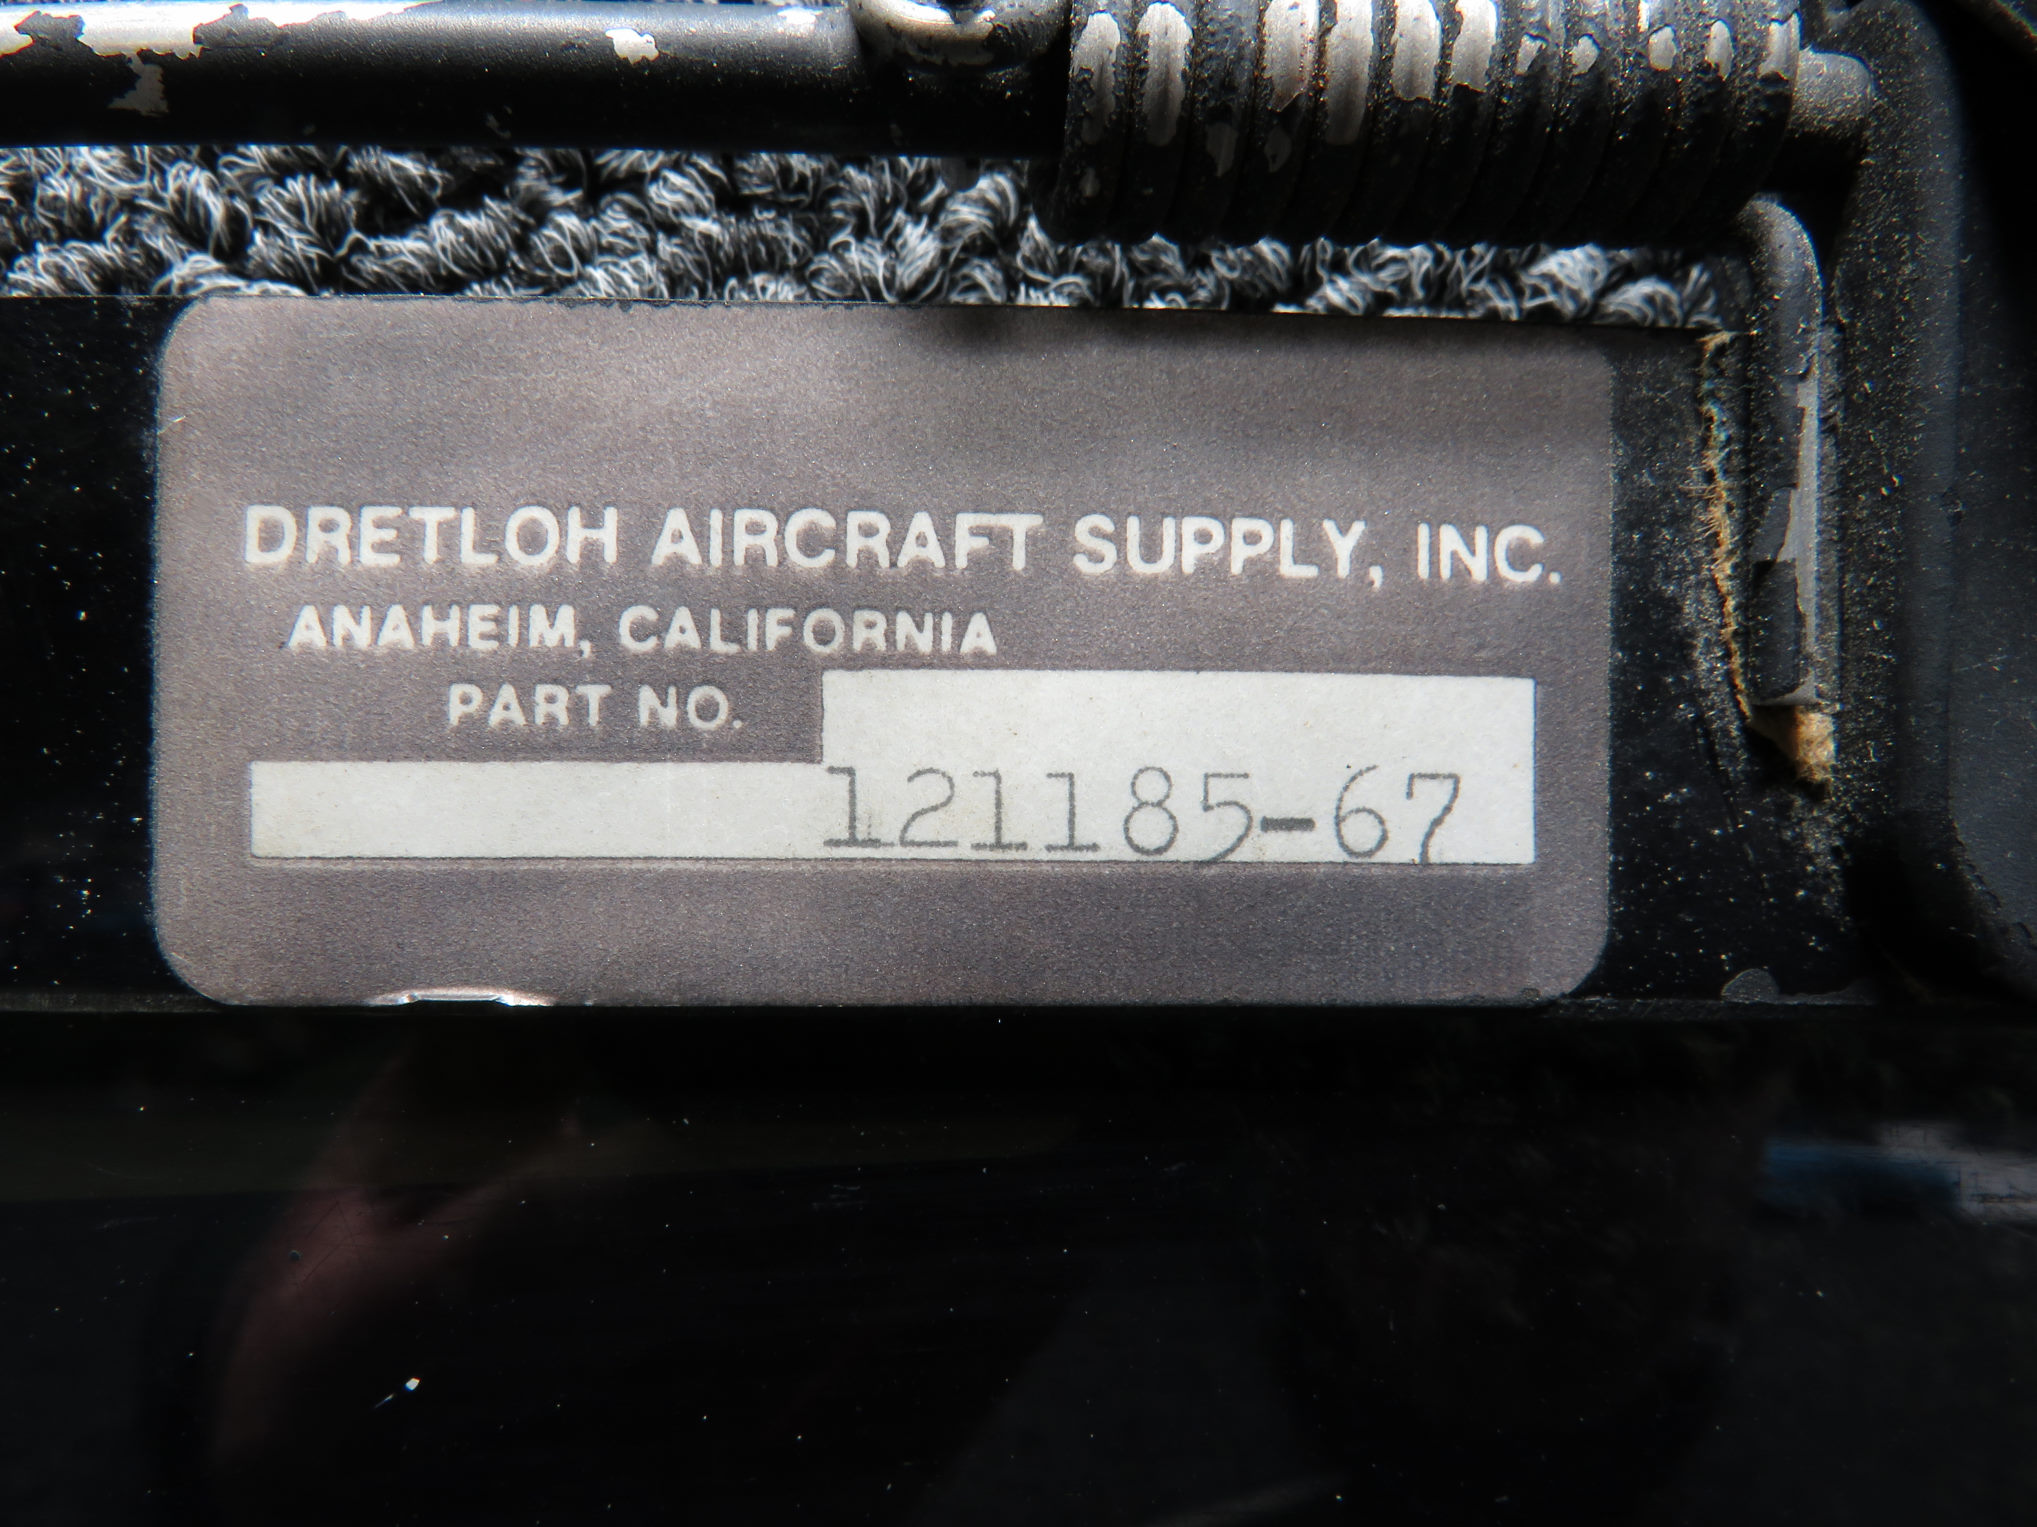 DRETLOH AIRCRAFT SUPPLY, INC.
ANAHEIM, CALIFORNIA
PART NO.
121185-67